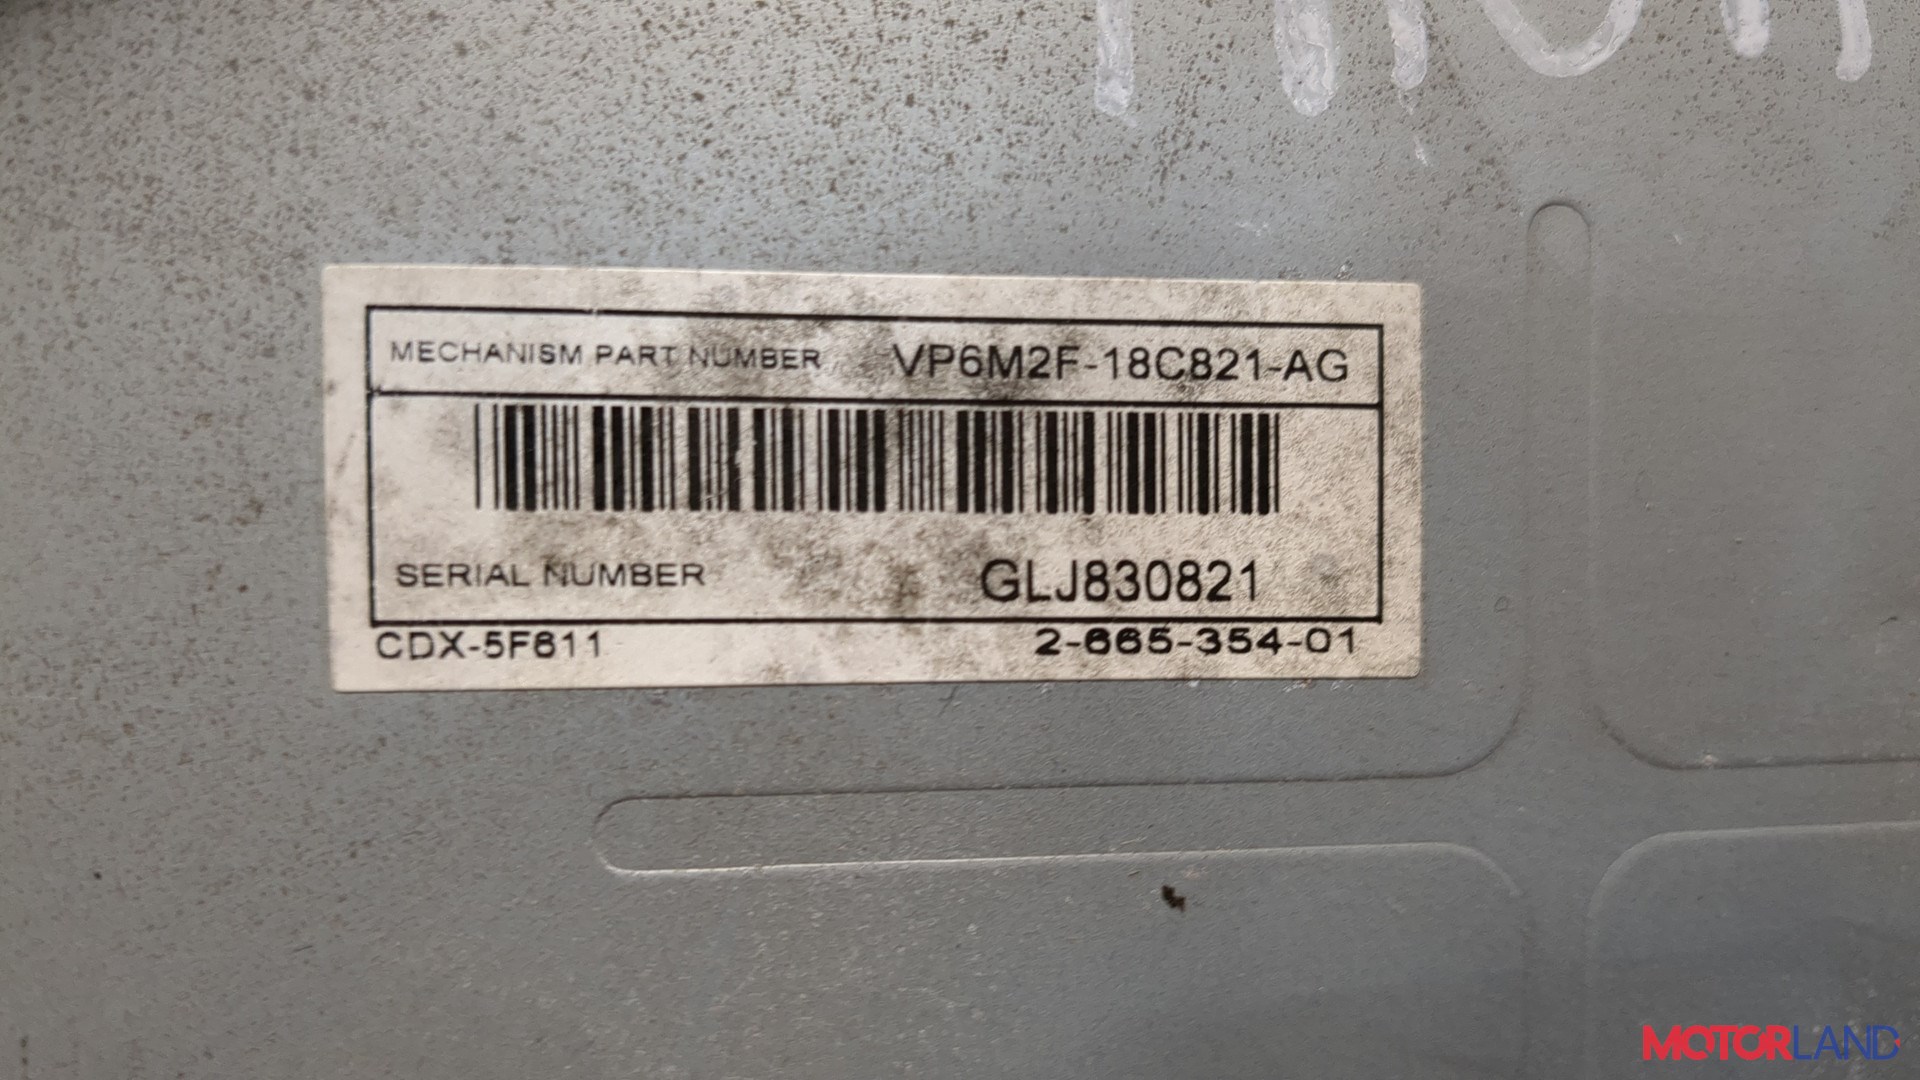 MECHANISM PART NUMBER VP6M2F-18C821-AG
SERIAL NUMBER GLJ830821
CDX-5F611 2-665-354-01
MOTORLAND